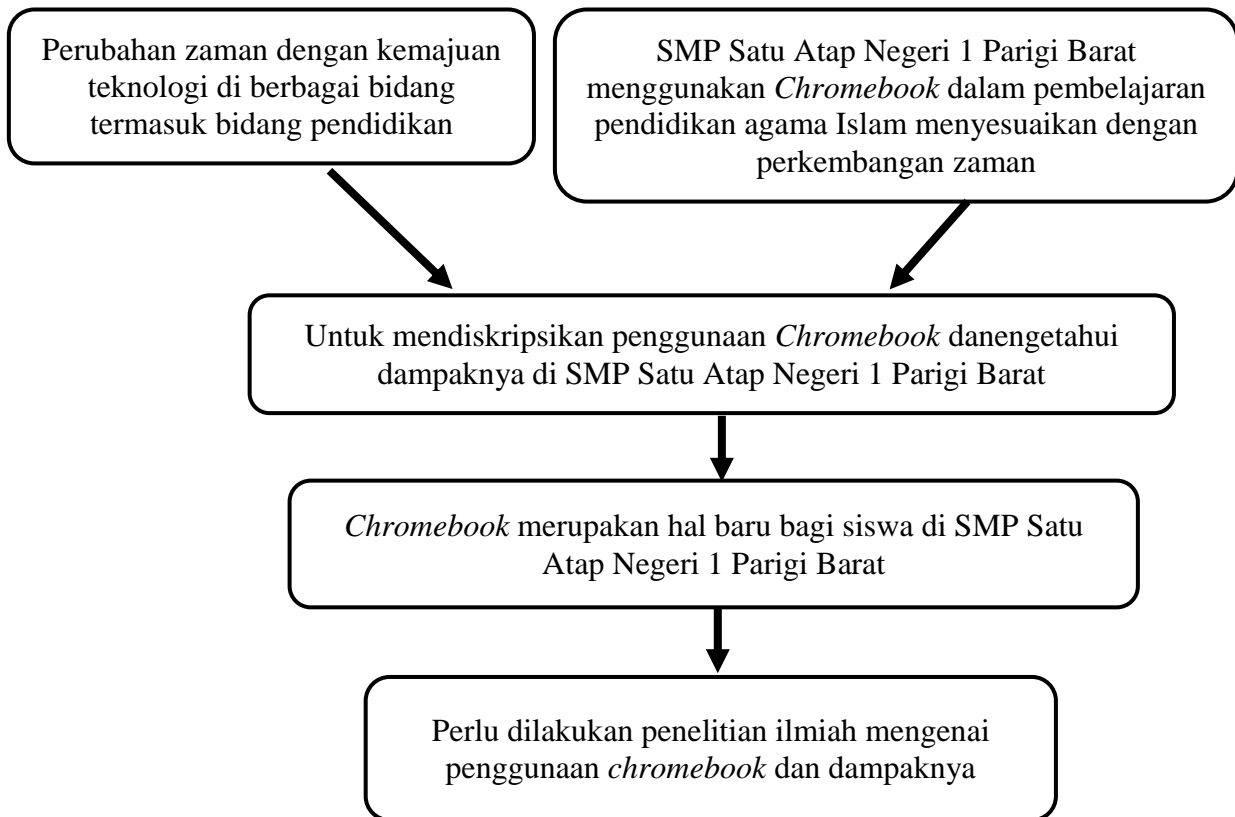 Perubahan zaman dengan kemajuan
teknologi di berbagai bidang
termasuk bidang pendidikan
SMP Satu Atap Negeri 1 Parigi Barat
menggunakan Chromebook dalam pembelajaran
pendidikan agama Islam menyesuaikan dengan
perkembangan zaman
Untuk mendiskripsikan penggunaan Chromebook danengetahui
dampaknya di SMP Satu Atap Negeri 1 Parigi Barat
Chromebook merupakan hal baru bagi siswa di SMP Satu
Atap Negeri 1 Parigi Barat
Perlu dilakukan penelitian ilmiah mengenai
penggunaan chromebook dan dampaknya